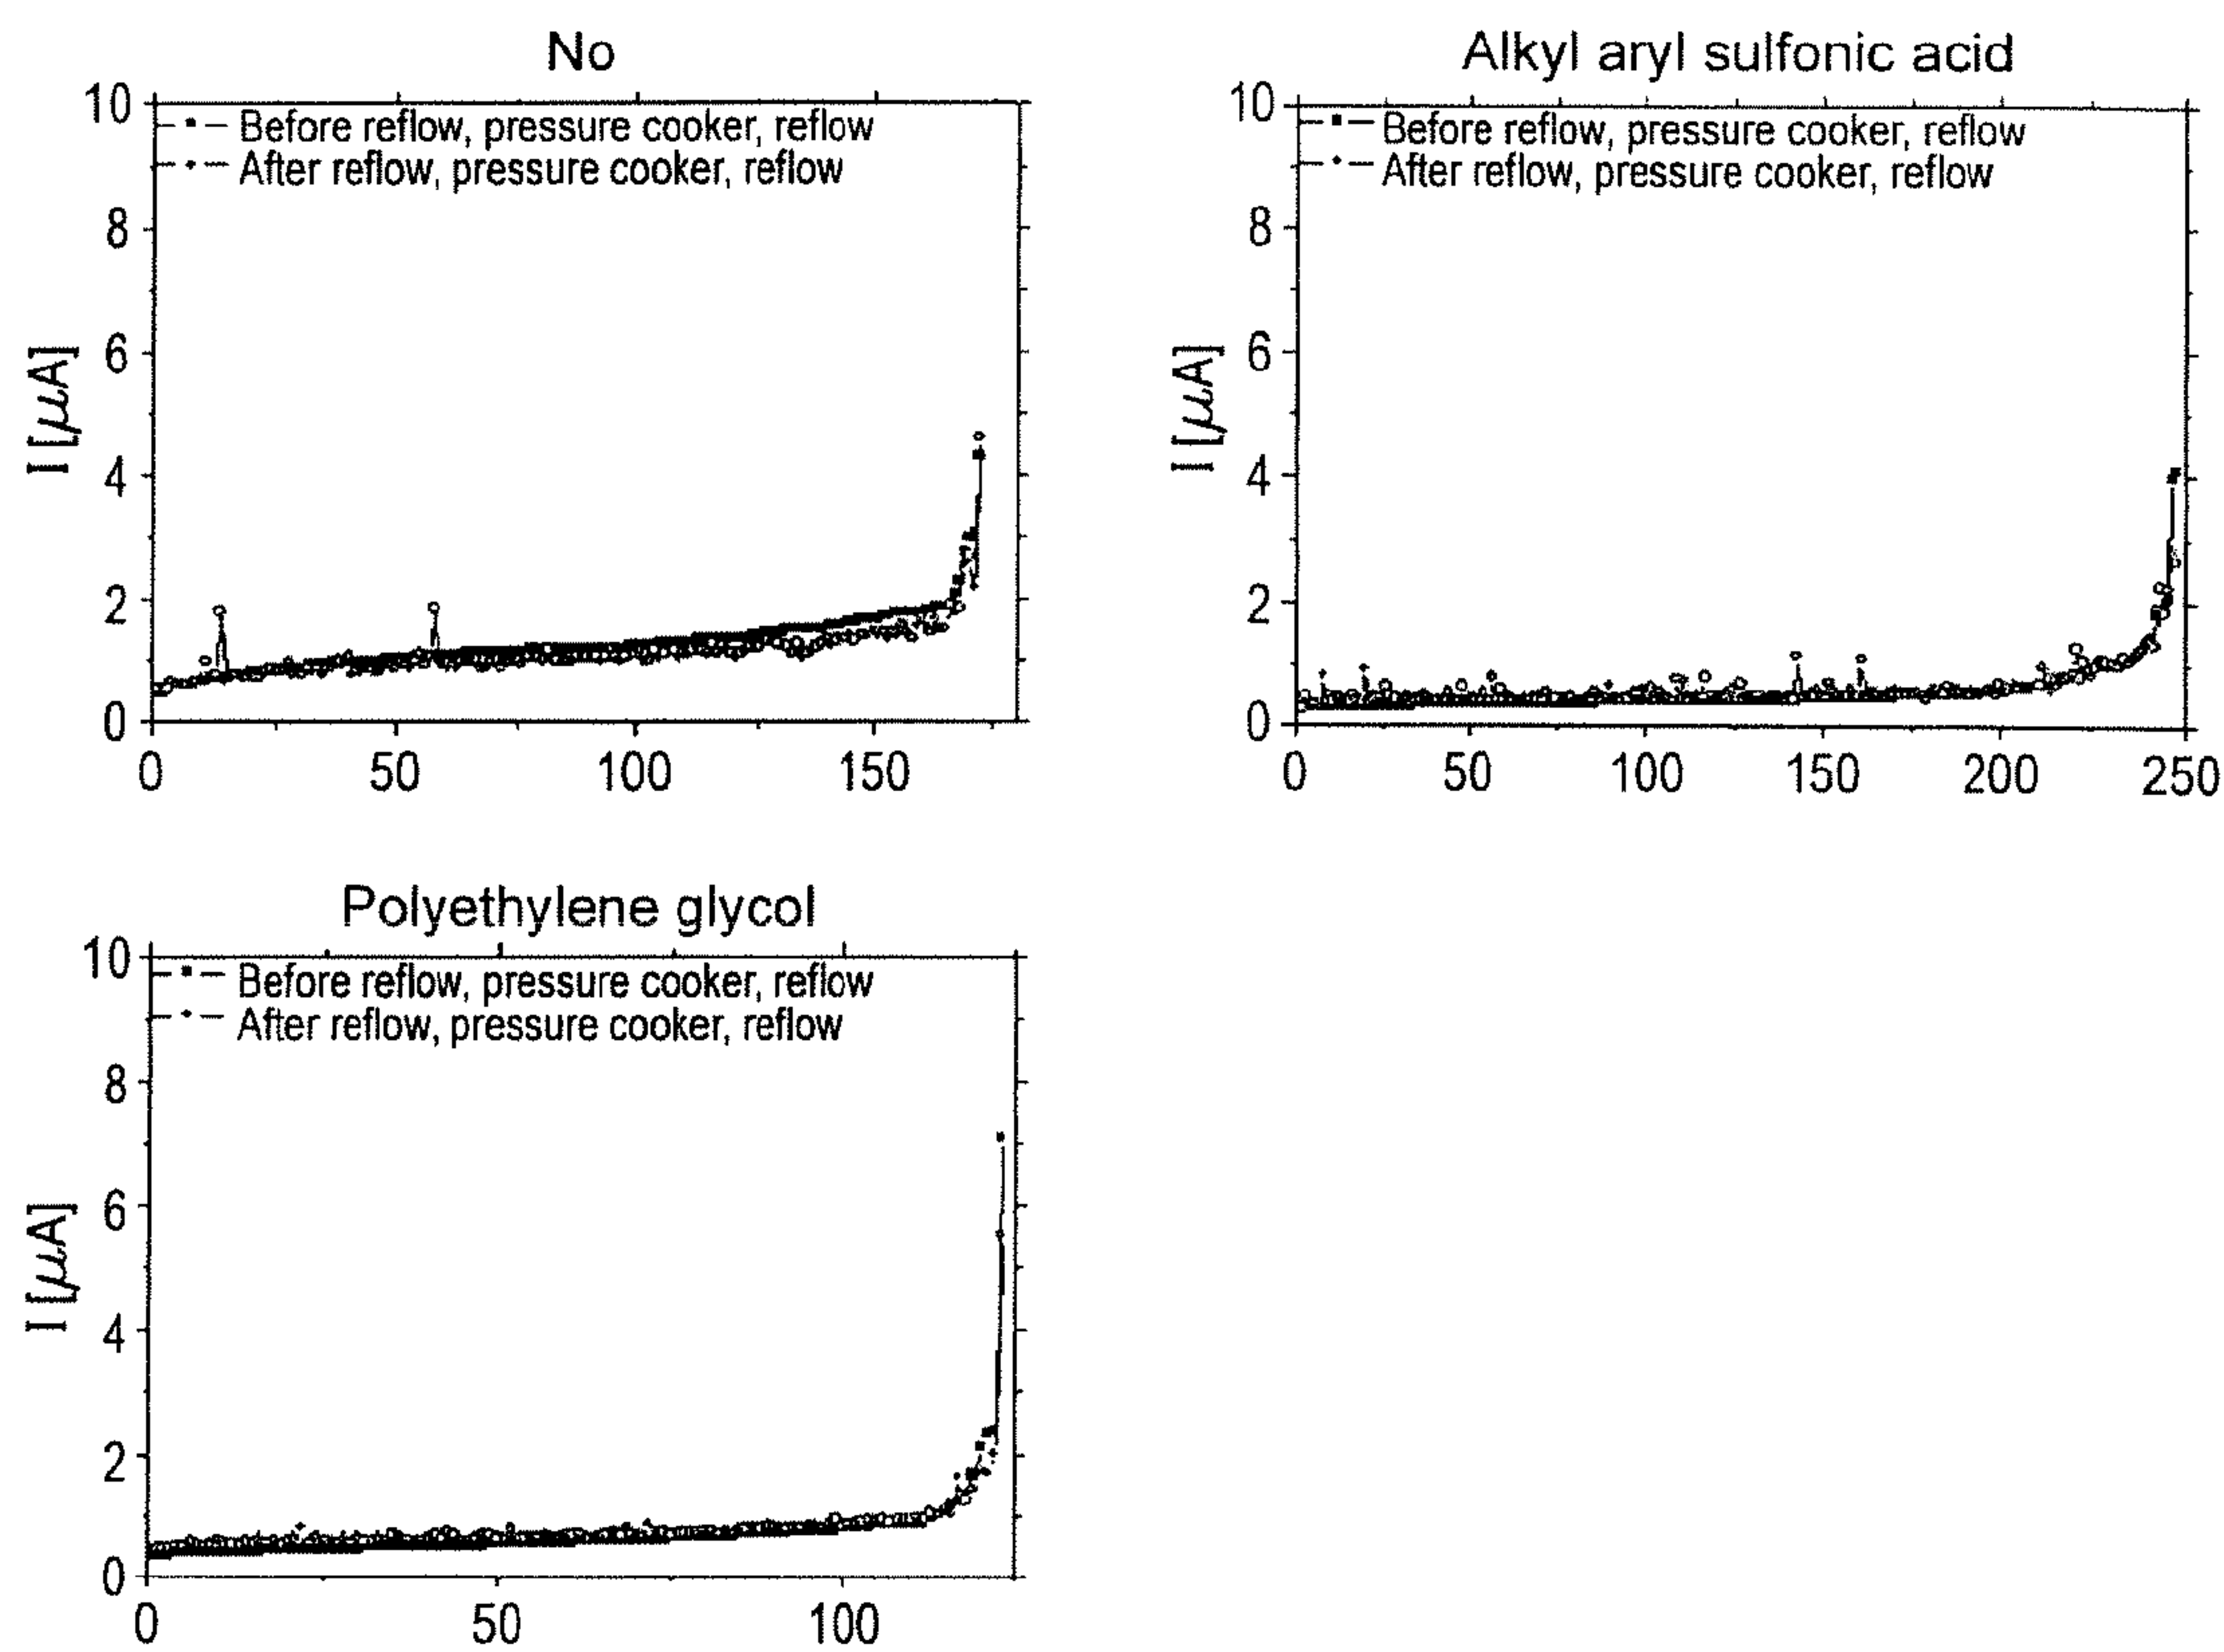 No
10
Before reflow, pressure cooker, reflow
After reflow, pressure cooker, reflow
8
6
I [μA]
4
2
0
0 50 100 150
Alkyl aryl sulfonic acid
10
Before reflow, pressure cooker, reflow
After reflow, pressure cooker, reflow
8
6
I [μA]
4
2
0
0 50 100 150 200 250
Polyethylene glycol
10
Before reflow, pressure cooker, reflow
After reflow, pressure cooker, reflow
8
6
I [μA]
4
2
0
0 50 100